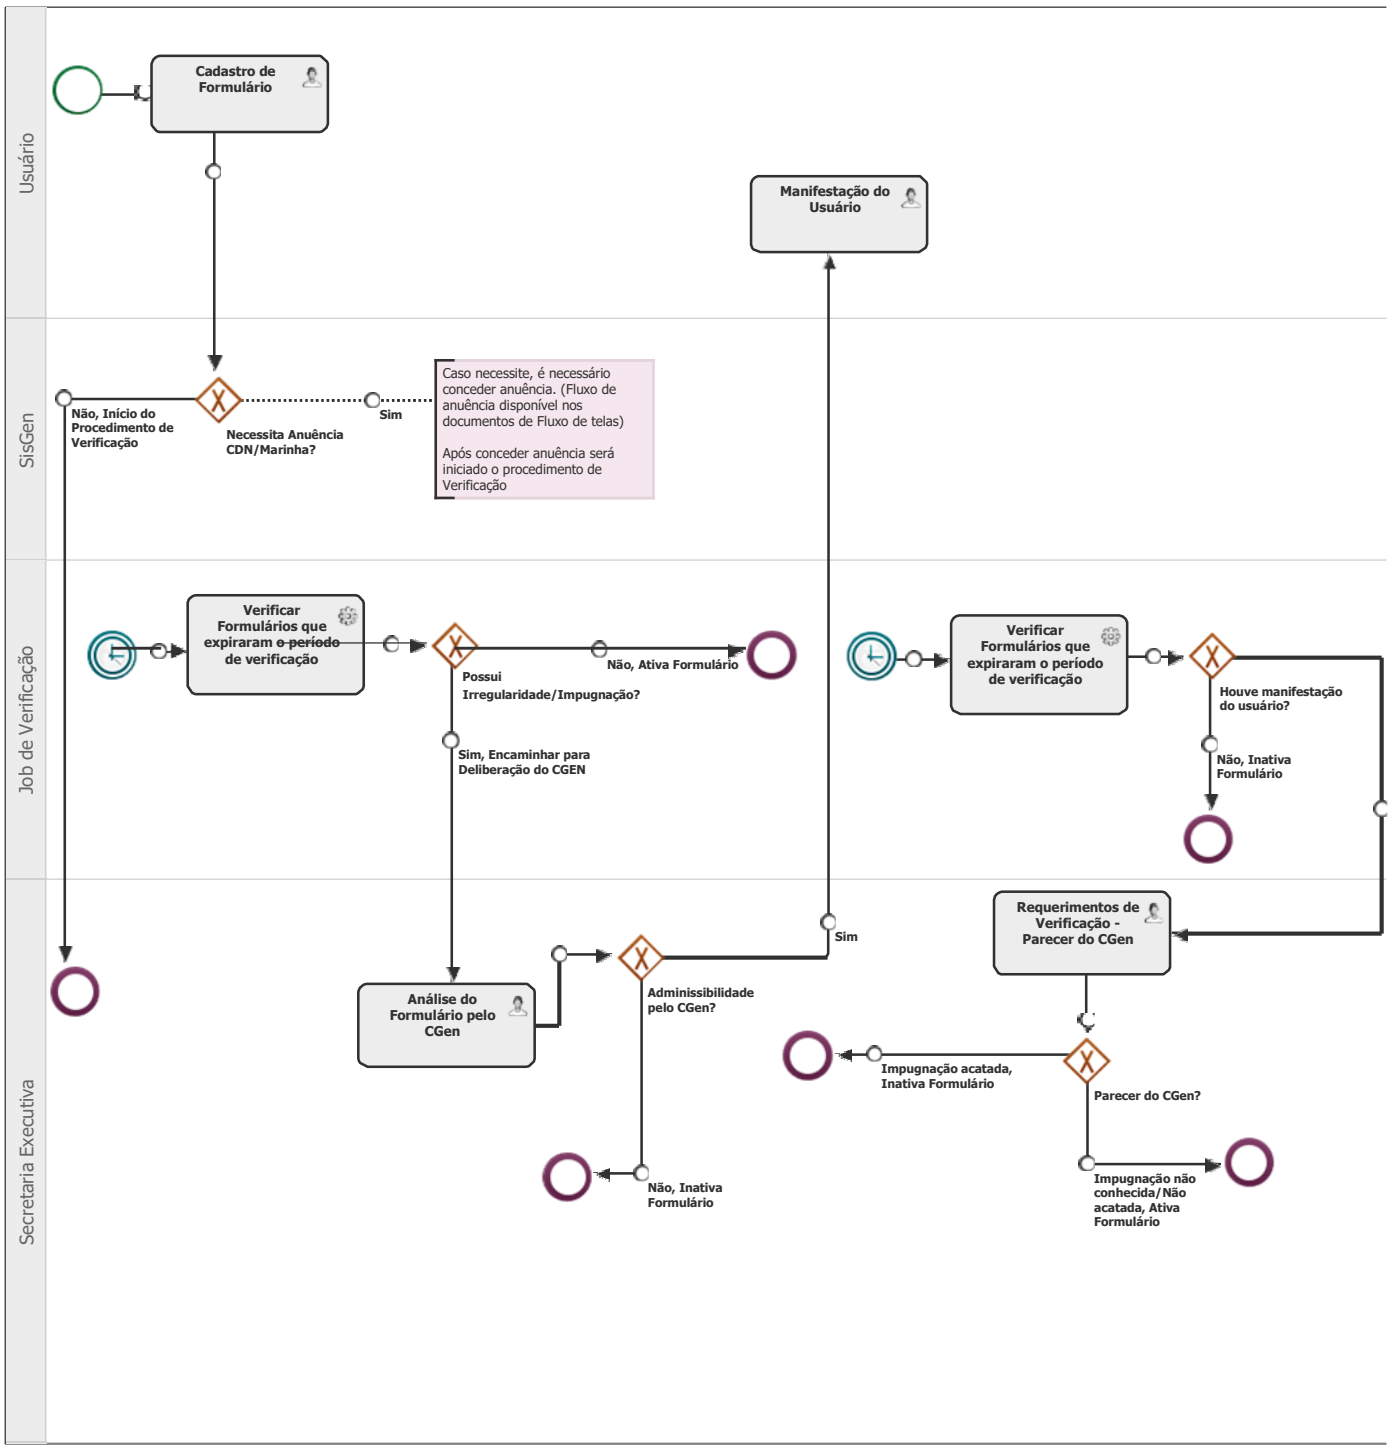 Usuário
Cadastro de
Formulário
Manifestação do
Usuário
SisGen
Não, Início do
Procedimento de
Verificação
Necessita Anuência
CDN/Marinha?
Sim
Caso necessite, é necessário
conceder anuência. (Fluxo de
anuência disponível nos
documentos de Fluxo de telas)
Após conceder anuência será
iniciado o procedimento de
Verificação
Job de Verificação
Verificar
Formulários que
expiraram o período
de verificação
Possui
Irregularidade/Impugnação?
Não, Ativa Formulário
Sim, Encaminhar para
Deliberação do CGEN
Verificar
Formulários que
expiraram o período
de verificação
Houve manifestação
do usuário?
Não, Inativa
Formulário
Secretaria Executiva
Análise do
Formulário pelo
CGen
Adminissibilidade
pelo CGen?
Sim
Não, Inativa
Formulário
Requerimentos de
Verificação -
Parecer do CGen
Impugnação acatada,
Inativa Formulário
Parecer do CGen?
Impugnação não
conhecida/Não
acatada, Ativa
Formulário